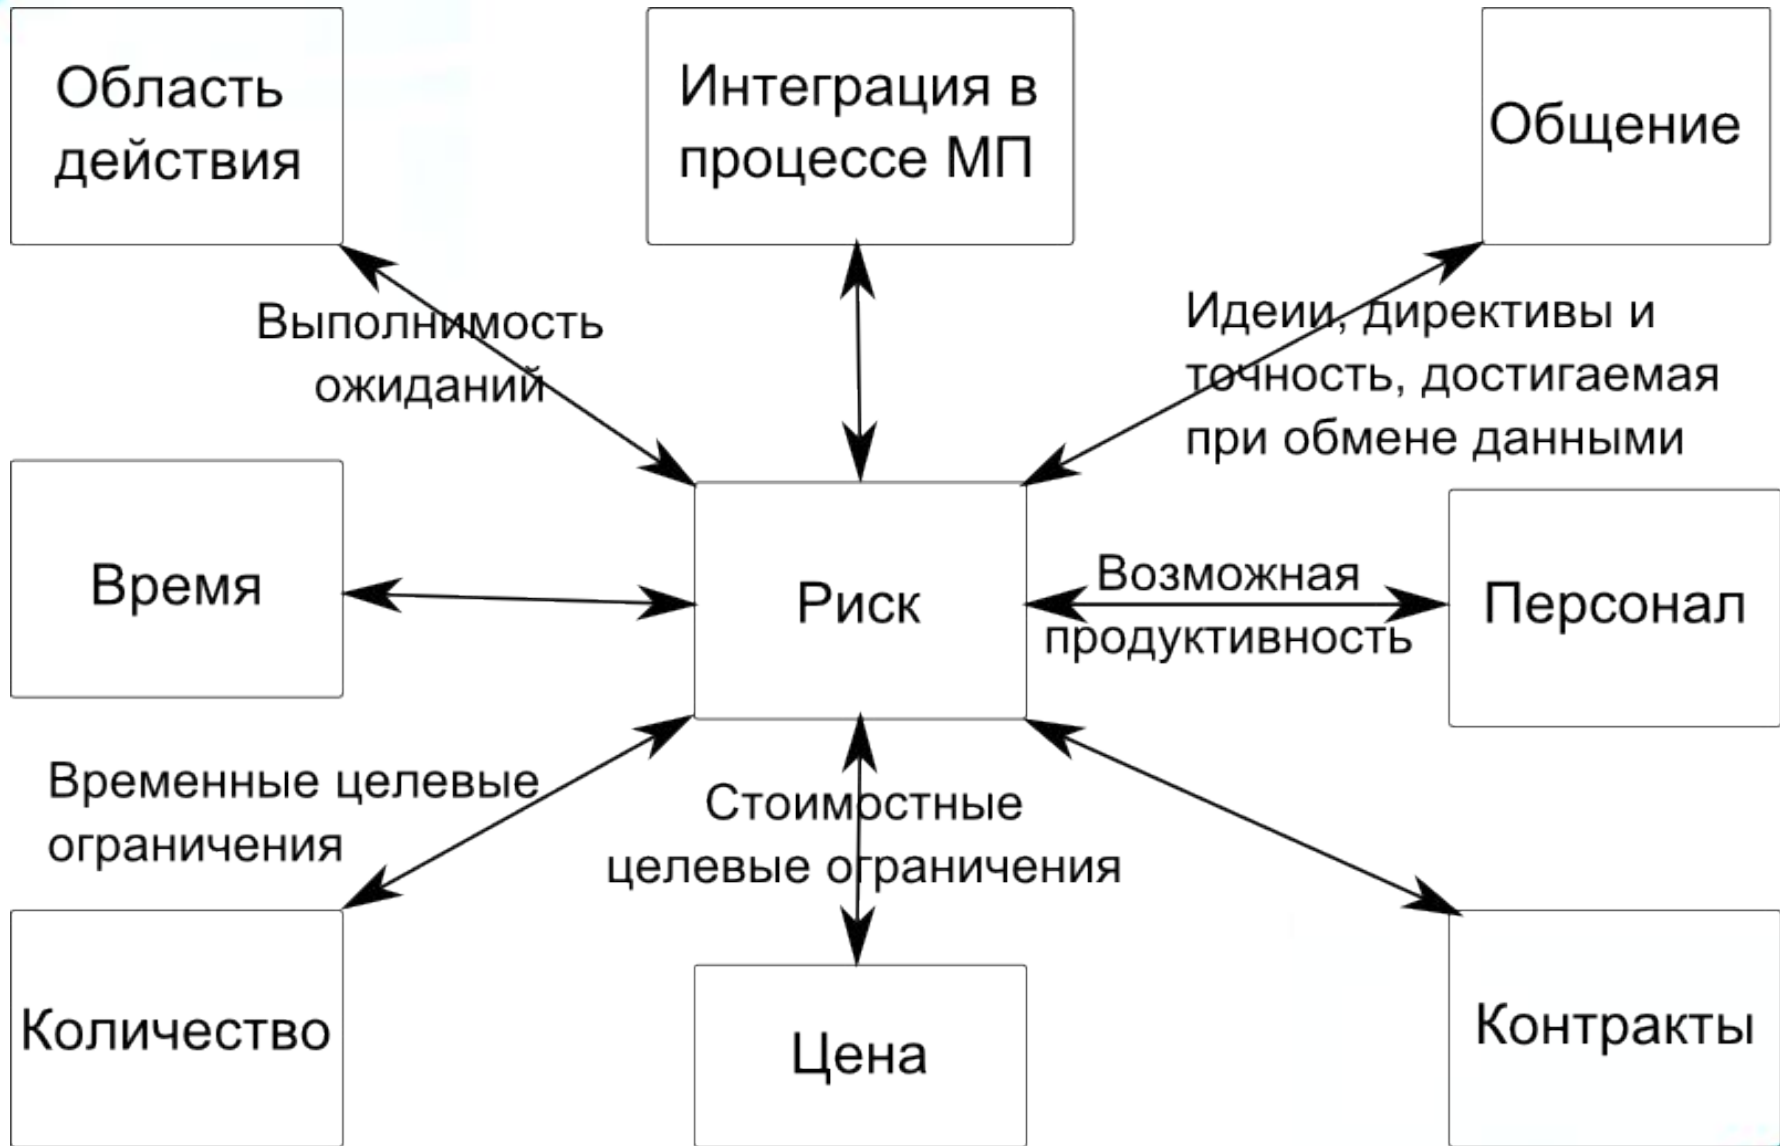 Область
действия
Интеграция в
процессе МП
Общение
Выполнимость
ожиданий
Идеии, директивы и
точность, достигаемая
при обмене данными
Время
Риск
Возможная
продуктивность
Персонал
Временные целевые
ограничения
Стоимостные
целевые ограничения
Количество
Цена
Контракты